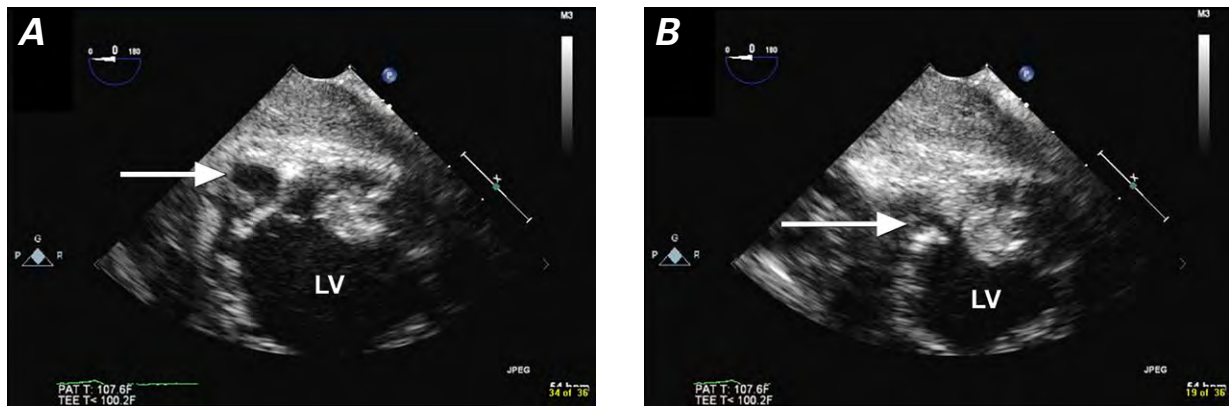 A
M3
0 0 180
P
X
G
P R
LV
JPEG
PAT T: 107.6F
TEE T< 100.2F
34 of 36
B
M3
0 0 180
P
X
G
P R
LV
JPEG
PAT T: 107.6F
TEE T< 100.2F
19 of 36